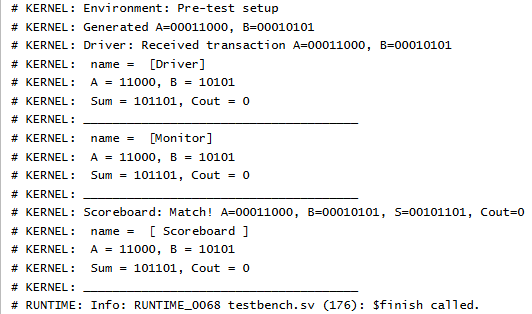 # KERNEL: Environment: Pre-test setup
# KERNEL: Generated A=00011000, B=00010101
# KERNEL: Driver: Received transaction A=00011000, B=00010101
# KERNEL:  name =  [Driver]
# KERNEL:  A = 11000, B = 10101
# KERNEL:  Sum = 101101, Cout = 0
# KERNEL: _____________________________________
# KERNEL:  name =  [Monitor]
# KERNEL:  A = 11000, B = 10101
# KERNEL:  Sum = 101101, Cout = 0
# KERNEL: _____________________________________
# KERNEL: Scoreboard: Match! A=00011000, B=00010101, S=00101101, Cout=0
# KERNEL:  name =  [ Scoreboard ]
# KERNEL:  A = 11000, B = 10101
# KERNEL:  Sum = 101101, Cout = 0
# KERNEL: _____________________________________
# RUNTIME: Info: RUNTIME_0068 testbench.sv (176): $finish called.